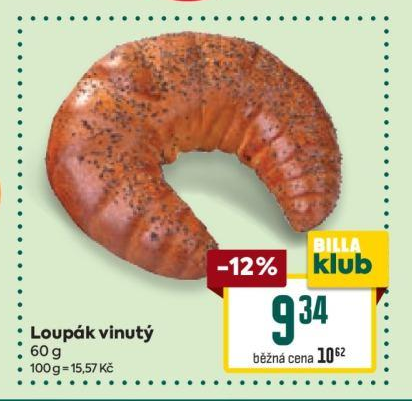 -12%
BILLA
klub
9 34
běžná cena 10 62
Loupák vinutý
60 g
100 g = 15,57 Kč